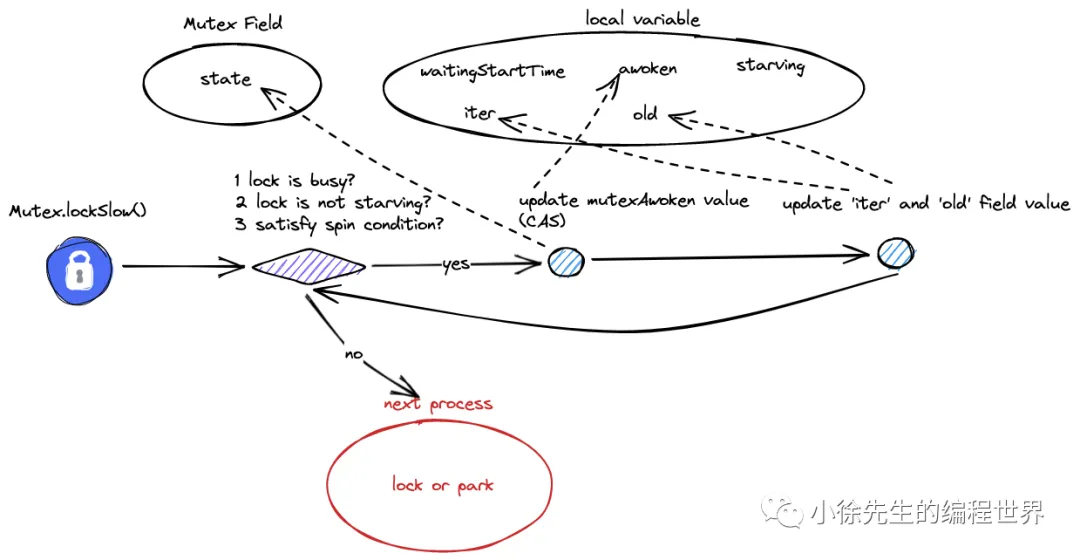 Mutex Field
local variable
state
waitingStartTime
awoken
starving
iter
old
1 lock is busy?
2 lock is not starving?
3 satisfy spin condition?
Mutex.lockSlow()
update mutexAwoken value
(CAS)
update 'iter' and 'old' field value
yes
no
next process
lock or park
小徐先生的编程世界